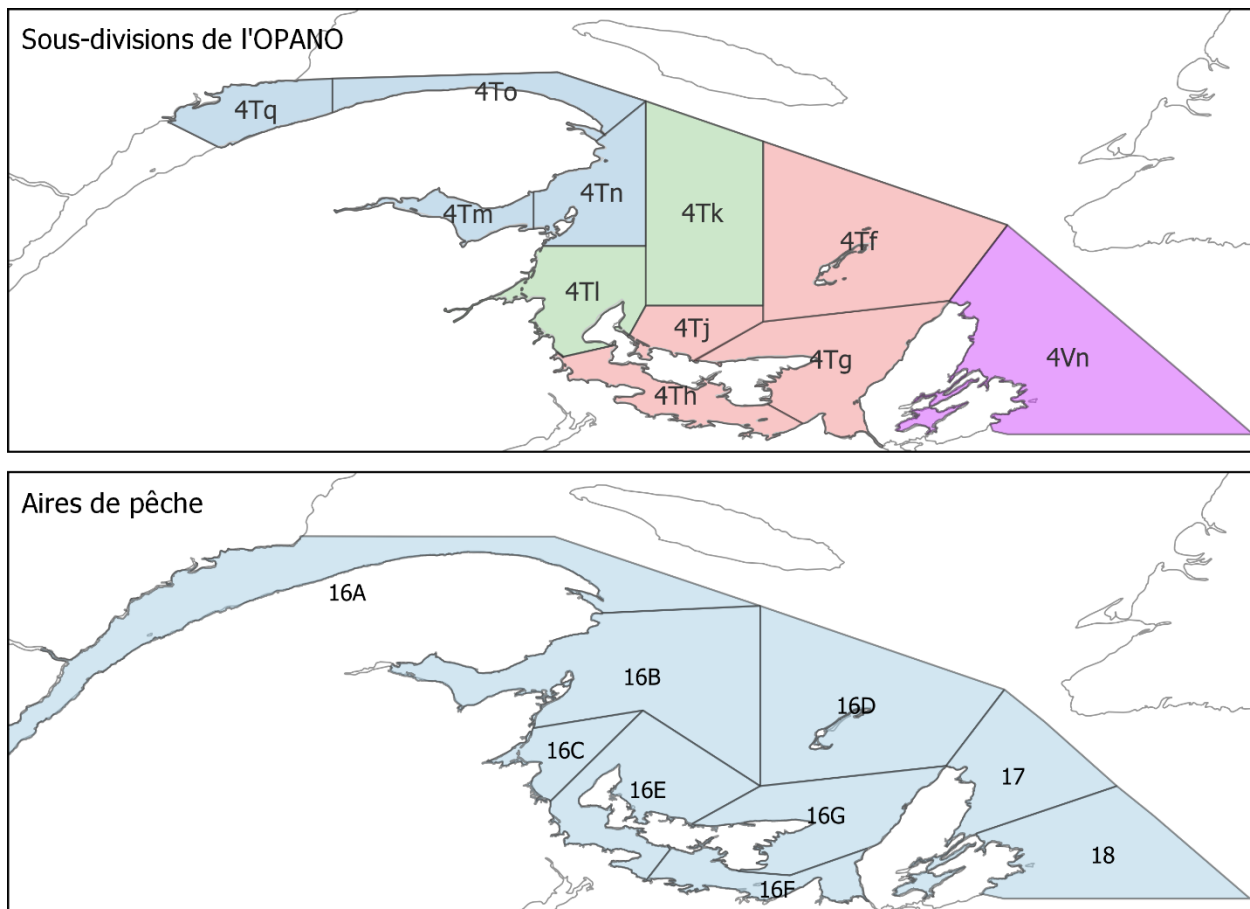 Sous-divisions de l'OPANO
4Tq
4To
4Tm
4Tn
4Tk
4Tf
4Tl
4Tj
4Tg
4Th
4Vn
Aires de pêche
16A
16B
16C
16D
16E
16G
16F
17
18